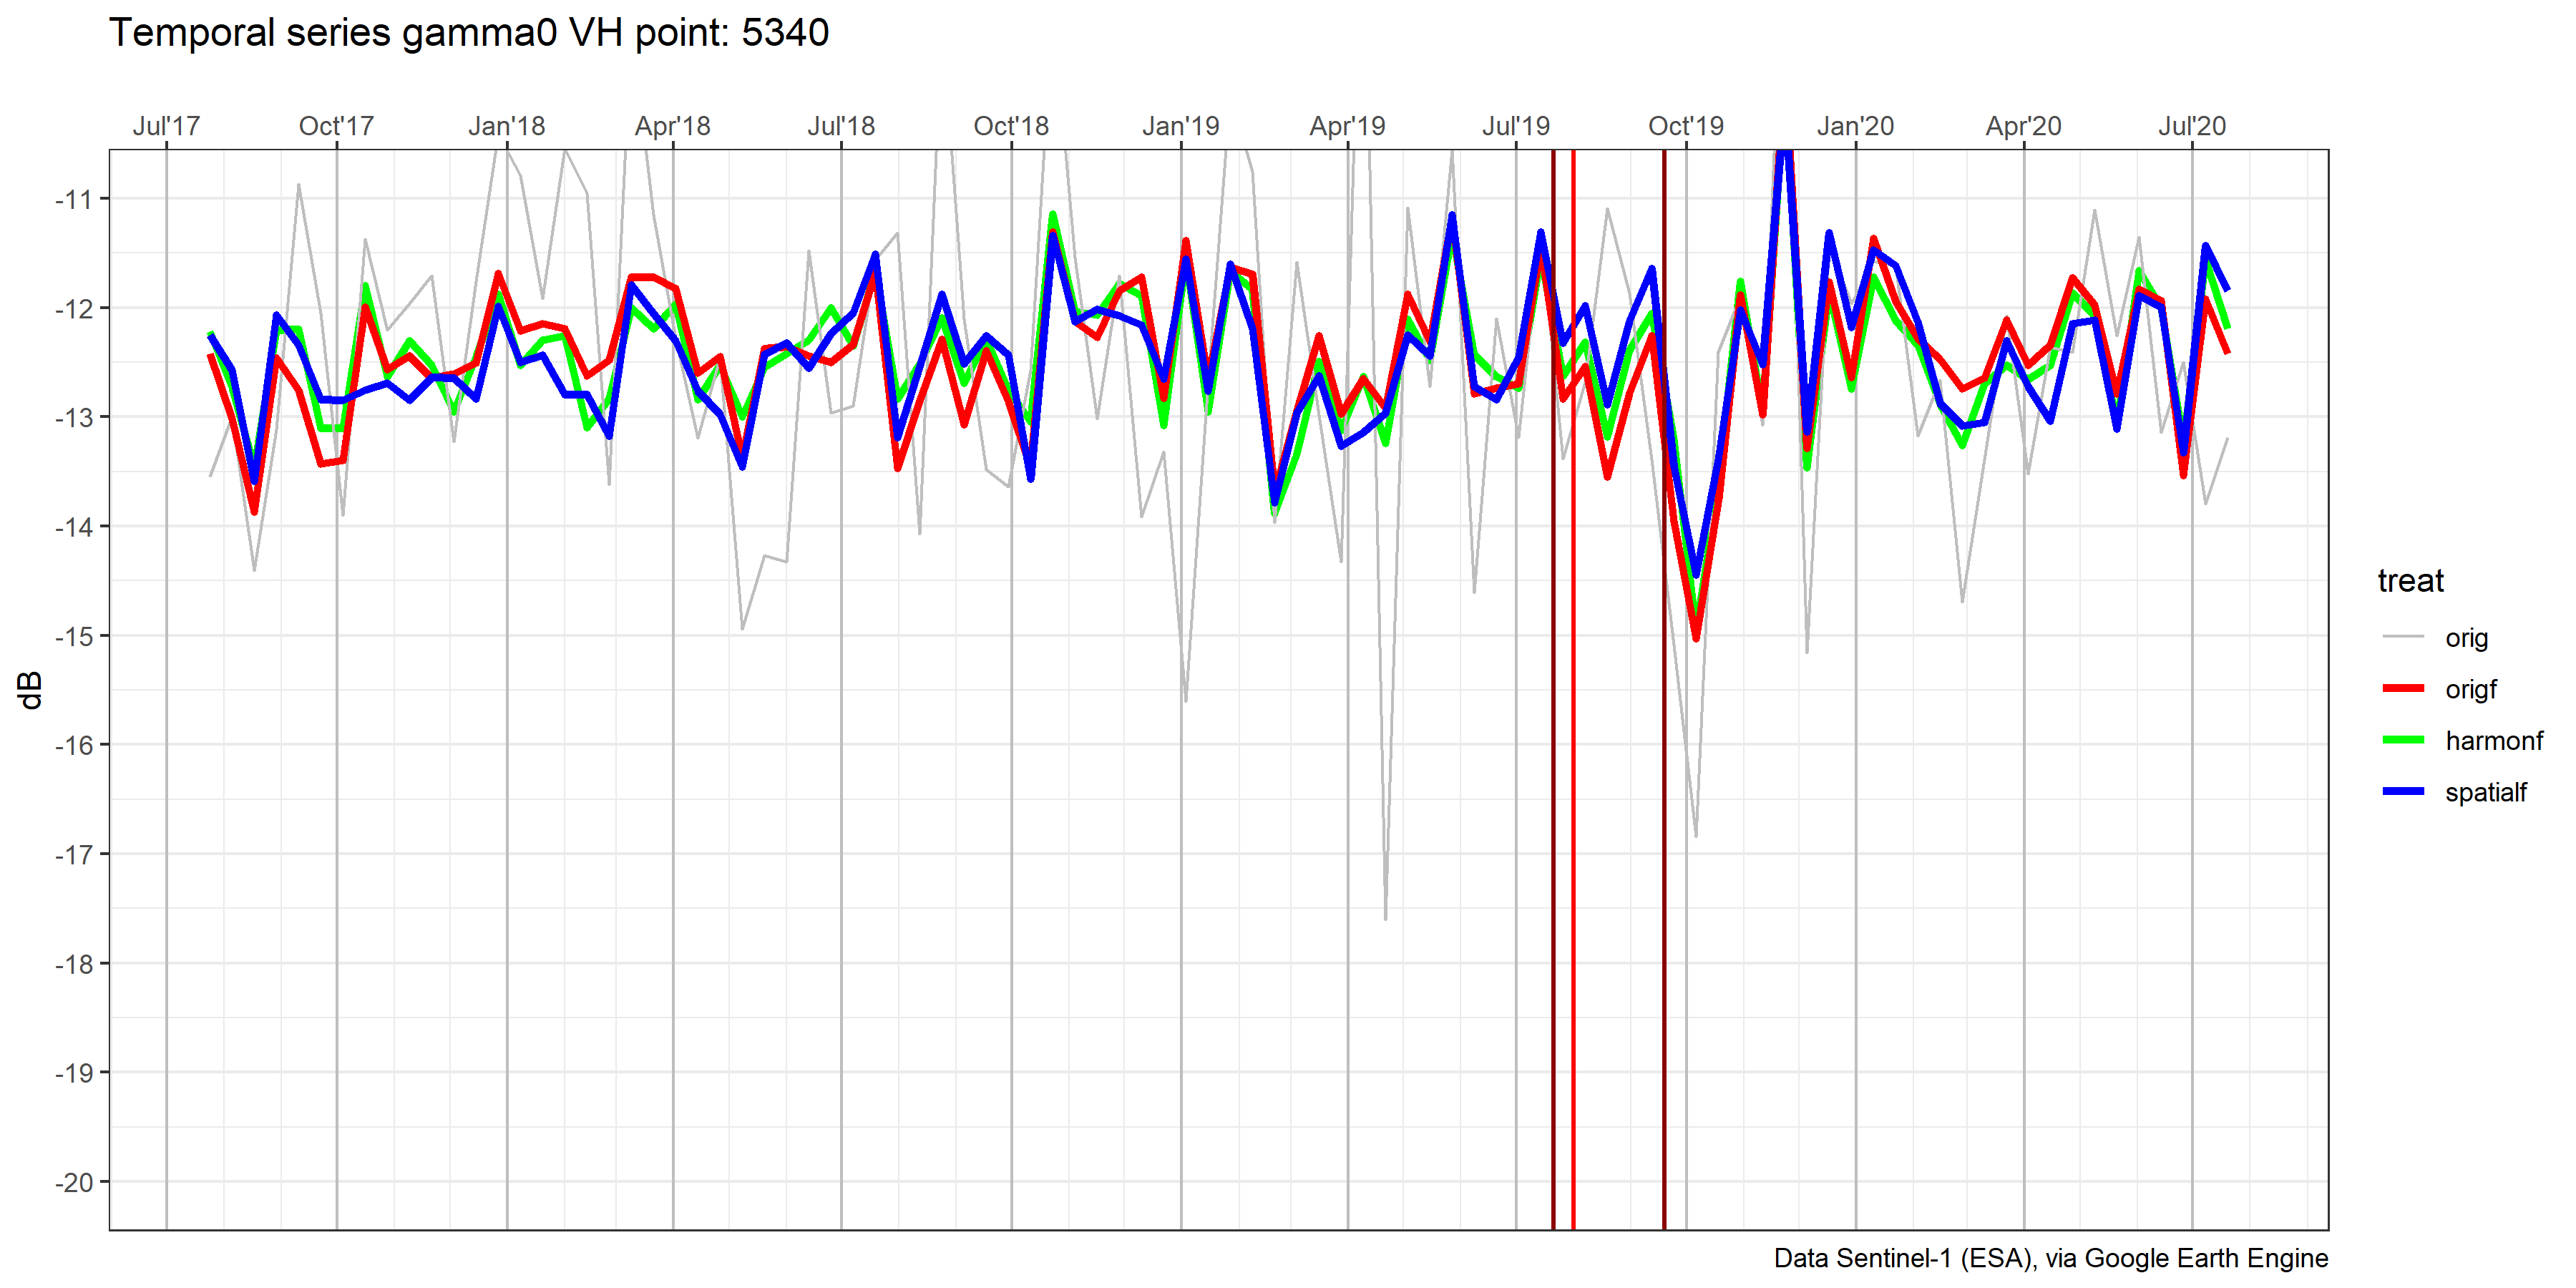 Temporal series gamma0 VH point: 5340
Jul'17 Oct'17 Jan'18 Apr'18 Jul'18 Oct'18 Jan'19 Apr'19 Jul'19 Oct'19 Jan'20 Apr'20 Jul'20
-11
-12
-13
-14
-15
-16
-17
-18
-19
-20
dB
treat
orig
origf
harmonf
spatialf
Data Sentinel-1 (ESA), via Google Earth Engine